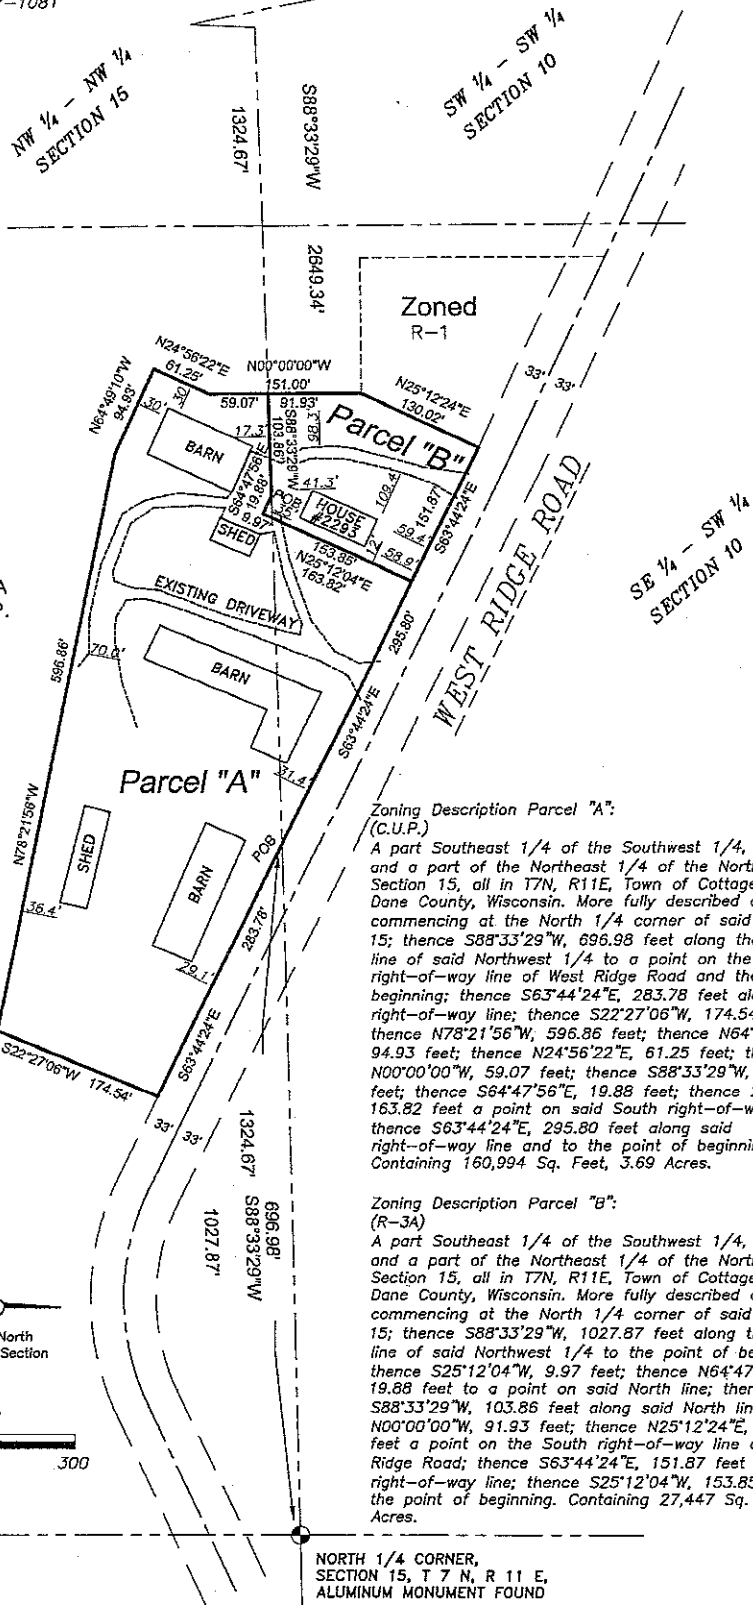 -1081
NW ¼ - NW ¼
SECTION 15
SW ¼ - SW ¼
SECTION 10
S88°33'29"W
1324.67'
2649.34'
Zoned
R-1
N24°56'22"E
61.25'
N00°00'00"W
151.00'
59.07'
91.93'
N25°12'24"E
130.02'
33'
33'
N64°49'10"W
94.93'
30'
30'
BARN
17.3'
S88°33'29"W
103.86'
98.3'
Parcel "B"
S64°47'56"E
19.88'
9.97'
POB
41.3'
HOUSE
#2293
109.4'
151.87'
S63°44'24"E
59.4'
58.9'
12'
SHED
153.85'
N25°12'04"E
163.82'
WEST RIDGE ROAD
SE ¼ - SW ¼
SECTION 10
EXISTING DRIVEWAY
295.80'
596.86'
70.0'
BARN
S63°44'24"E
Parcel "A"
31.4'
N78°21'56"W
SHED
BARN
POB
36.4'
283.78'
29.1'
S63°44'24"E
S22°27'06"W 174.54'
33'
33'
Zoning Description Parcel "A":
(C.U.P.)
A part Southeast 1/4 of the Southwest 1/4,
and a part of the Northeast 1/4 of the Nort
Section 15, all in T7N, R11E, Town of Cottage
Dane County, Wisconsin. More fully described
commencing at the North 1/4 corner of said
15; thence S88°33'29"W, 696.98 feet along the
line of said Northwest 1/4 to a point on the
right-of-way line of West Ridge Road and the
beginning; thence S63°44'24"E, 283.78 feet al
right-of-way line; thence S22°27'06"W, 174.54
thence N78°21'56"W, 596.86 feet; thence N64°
94.93 feet; thence N24°56'22"E, 61.25 feet; th
N00°00'00"W, 59.07 feet; thence S88°33'29"W,
feet; thence S64°47'56"E, 19.88 feet; thence
163.82 feet a point on said South right-of-w
thence S63°44'24"E, 295.80 feet along said
right-of-way line and to the point of beginnin
Containing 160,994 Sq. Feet, 3.69 Acres.
Zoning Description Parcel "B":
(R-3A)
A part Southeast 1/4 of the Southwest 1/4,
and a part of the Northeast 1/4 of the Nort
Section 15, all in T7N, R11E, Town of Cottage
Dane County, Wisconsin. More fully described
commencing at the North 1/4 corner of said
15; thence S88°33'29"W, 1027.87 feet along t
line of said Northwest 1/4 to the point of be
thence S25°12'04"W, 9.97 feet; thence N64°47
19.88 feet to a point on said North line; ther
S88°33'29"W, 103.86 feet along said North lin
N00°00'00"W, 91.93 feet; thence N25°12'24"E,
feet a point on the South right-of-way line
Ridge Road; thence S63°44'24"E, 151.87 feet
right-of-way line; thence S25°12'04"W, 153.85
the point of beginning. Containing 27,447 Sq.
Acres.
1324.67'
696.98'
S88°33'29"W
1027.87'
North
Section
300
NORTH 1/4 CORNER,
SECTION 15, T 7 N, R 11 E,
ALUMINUM MONUMENT FOUND